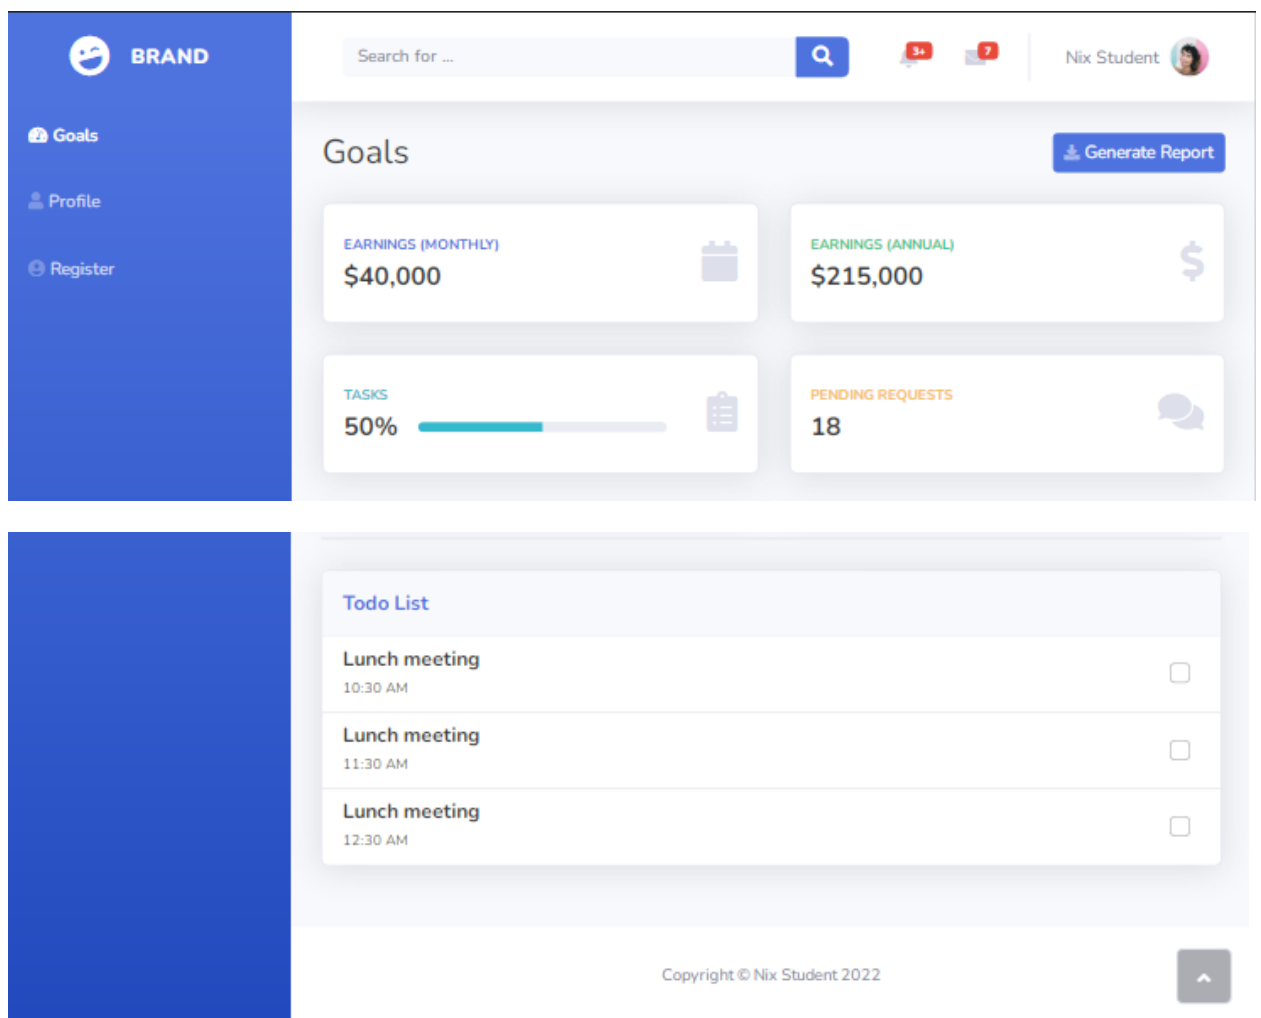 BRAND
Search for ...
3+
7
Nix Student
Goals
Profile
Register
Goals
Generate Report
EARNINGS (MONTHLY)
$40,000
EARNINGS (ANNUAL)
$215,000
TASKS
50%
PENDING REQUESTS
18
Todo List
Lunch meeting
10:30 AM
Lunch meeting
11:30 AM
Lunch meeting
12:30 AM
Copyright © Nix Student 2022